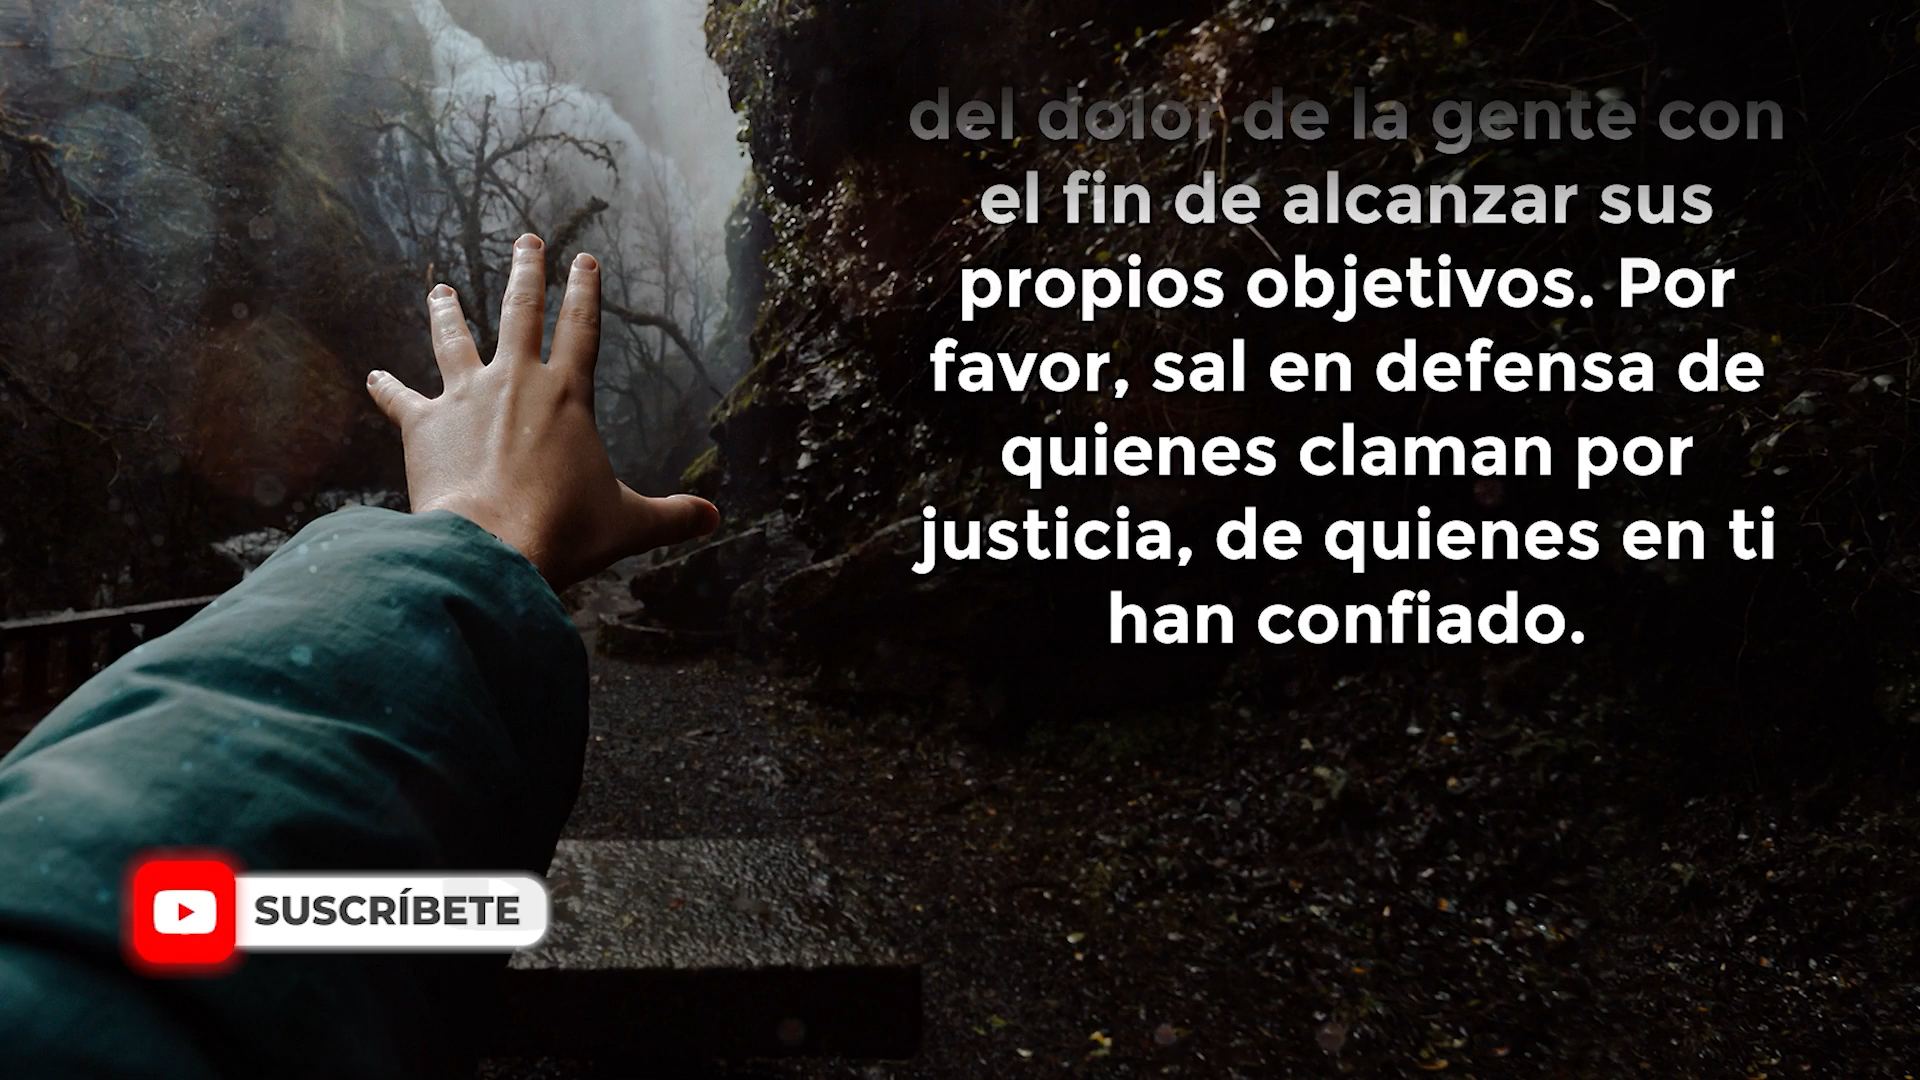 del dolor de la gente con
el fin de alcanzar sus
propios objetivos. Por
favor, sal en defensa de
quienes claman por
justicia, de quienes en ti
han confiado.
SUSCRÍBETE